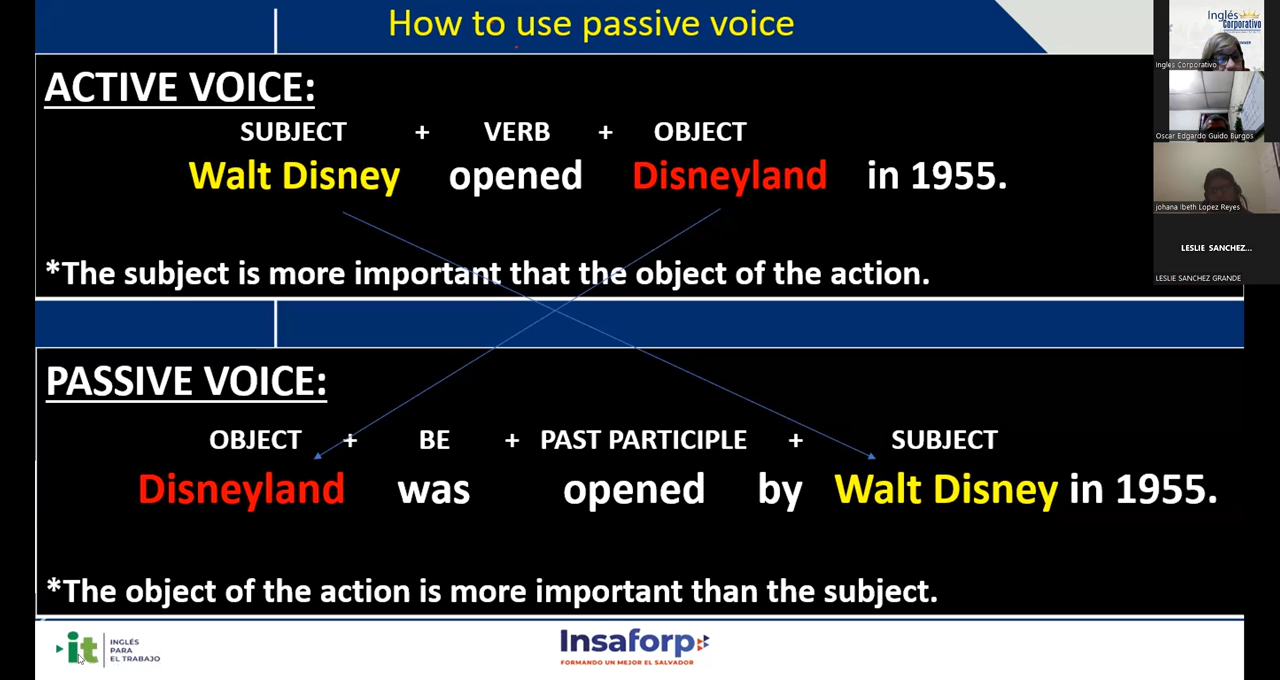 How to use passive voice
ACTIVE VOICE:
SUBJECT + VERB + OBJECT
Walt Disney opened Disneyland in 1955.
*The subject is more important that the object of the action.
PASSIVE VOICE:
OBJECT + BE + PAST PARTICIPLE + SUBJECT
Disneyland was opened by Walt Disney in 1955.
*The object of the action is more important than the subject.
it
INGLÉS
PARA
EL TRABAJO
Insaforp
FORMANDO UN MEJOR EL SALVADOR
Inglés
Corporativo
Ingles Corporativo
Oscar Edgardo Guido Burgos
johana Ibeth Lopez Reyes
LESLIE SANCHEZ...
LESLIE SANCHEZ GRANDE